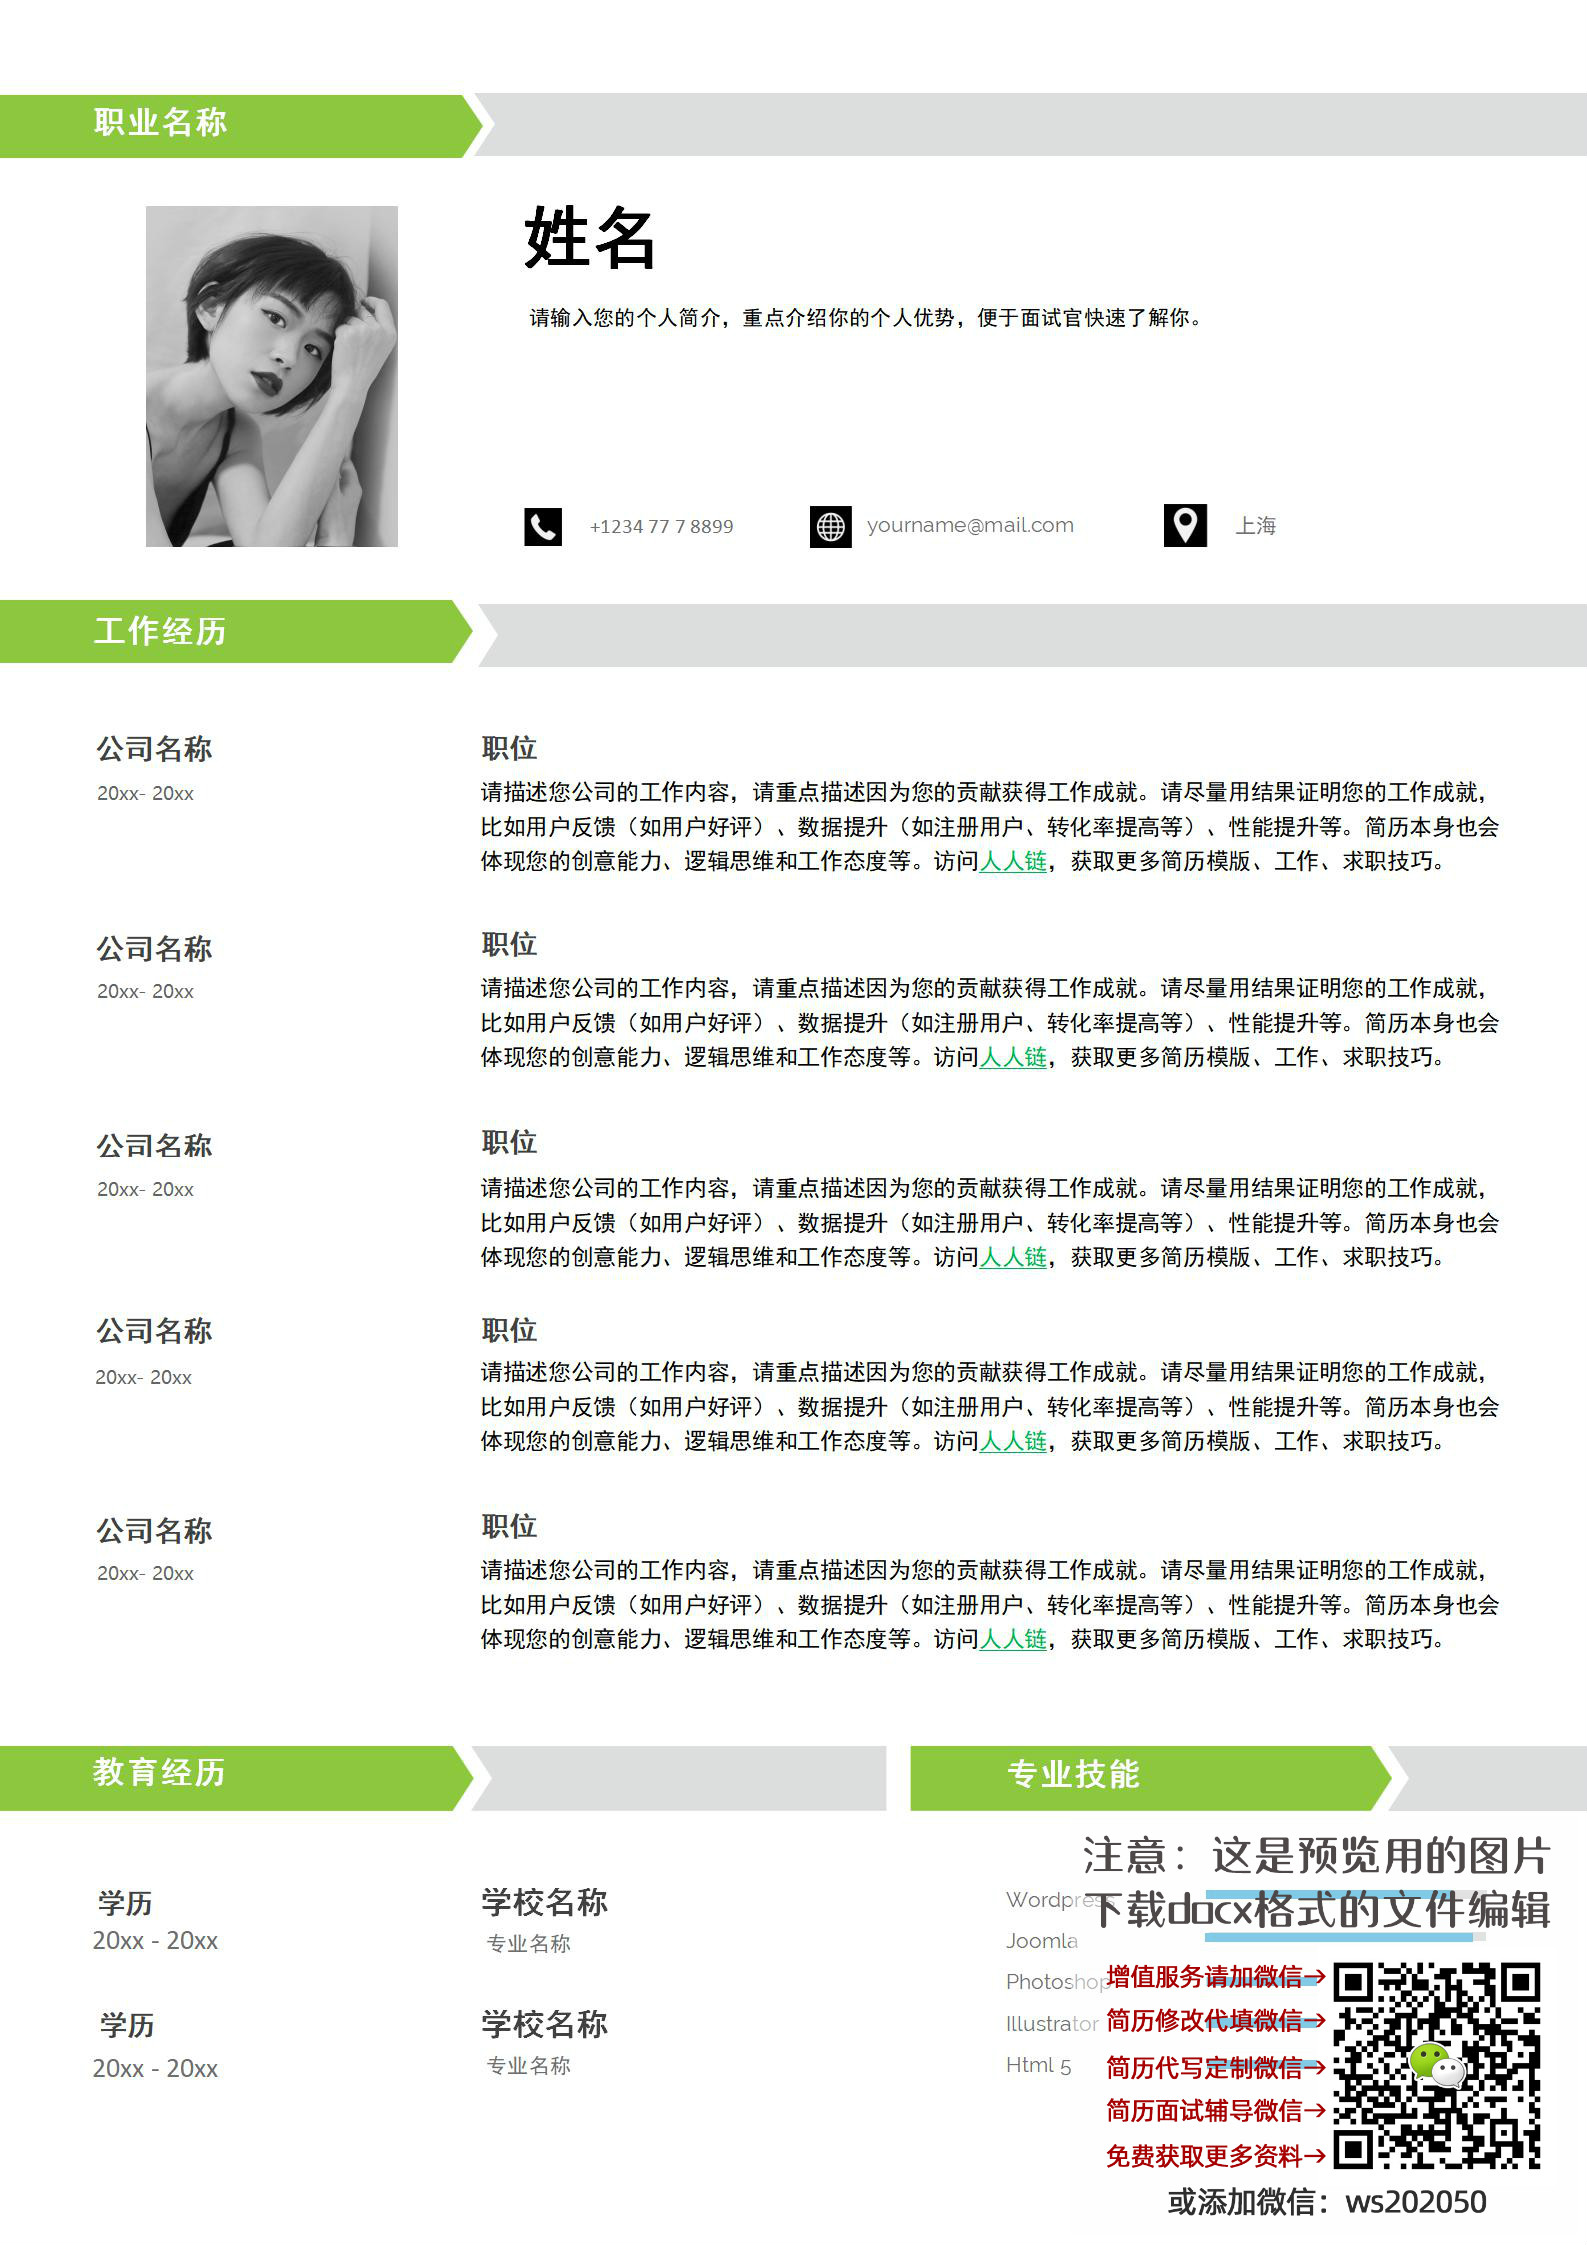 职业名称
姓名
请输入您的个人简介，重点介绍你的个人优势，便于面试官快速了解你。
+1234 77 7 8899
yourname@mail.com
上海
工作经历
公司名称
20xx- 20xx
职位
请描述您公司的工作内容，请重点描述因为您的贡献获得工作成就。请尽量用结果证明您的工作成就，
比如用户反馈（如用户好评）、数据提升（如注册用户、转化率提高等）、性能提升等。简历本身也会
体现您的创意能力、逻辑思维和工作态度等。访问人人链，获取更多简历模版、工作、求职技巧。
公司名称
20xx- 20xx
职位
请描述您公司的工作内容，请重点描述因为您的贡献获得工作成就。请尽量用结果证明您的工作成就，
比如用户反馈（如用户好评）、数据提升（如注册用户、转化率提高等）、性能提升等。简历本身也会
体现您的创意能力、逻辑思维和工作态度等。访问人人链，获取更多简历模版、工作、求职技巧。
公司名称
20xx- 20xx
职位
请描述您公司的工作内容，请重点描述因为您的贡献获得工作成就。请尽量用结果证明您的工作成就，
比如用户反馈（如用户好评）、数据提升（如注册用户、转化率提高等）、性能提升等。简历本身也会
体现您的创意能力、逻辑思维和工作态度等。访问人人链，获取更多简历模版、工作、求职技巧。
公司名称
20xx- 20xx
职位
请描述您公司的工作内容，请重点描述因为您的贡献获得工作成就。请尽量用结果证明您的工作成就，
比如用户反馈（如用户好评）、数据提升（如注册用户、转化率提高等）、性能提升等。简历本身也会
体现您的创意能力、逻辑思维和工作态度等。访问人人链，获取更多简历模版、工作、求职技巧。
公司名称
20xx- 20xx
职位
请描述您公司的工作内容，请重点描述因为您的贡献获得工作成就。请尽量用结果证明您的工作成就，
比如用户反馈（如用户好评）、数据提升（如注册用户、转化率提高等）、性能提升等。简历本身也会
体现您的创意能力、逻辑思维和工作态度等。访问人人链，获取更多简历模版、工作、求职技巧。
教育经历
学历
20xx - 20xx
学校名称
专业名称
学历
20xx - 20xx
学校名称
专业名称
专业技能
Wordpress
Joomla
Photoshop
Illustrator
Html 5
注意：这是预览用的图片
下载docx格式的文件编辑
增值服务请加微信→
简历修改代填微信→
简历代写定制微信→
简历面试辅导微信→
免费获取更多资料→
或添加微信：ws202050